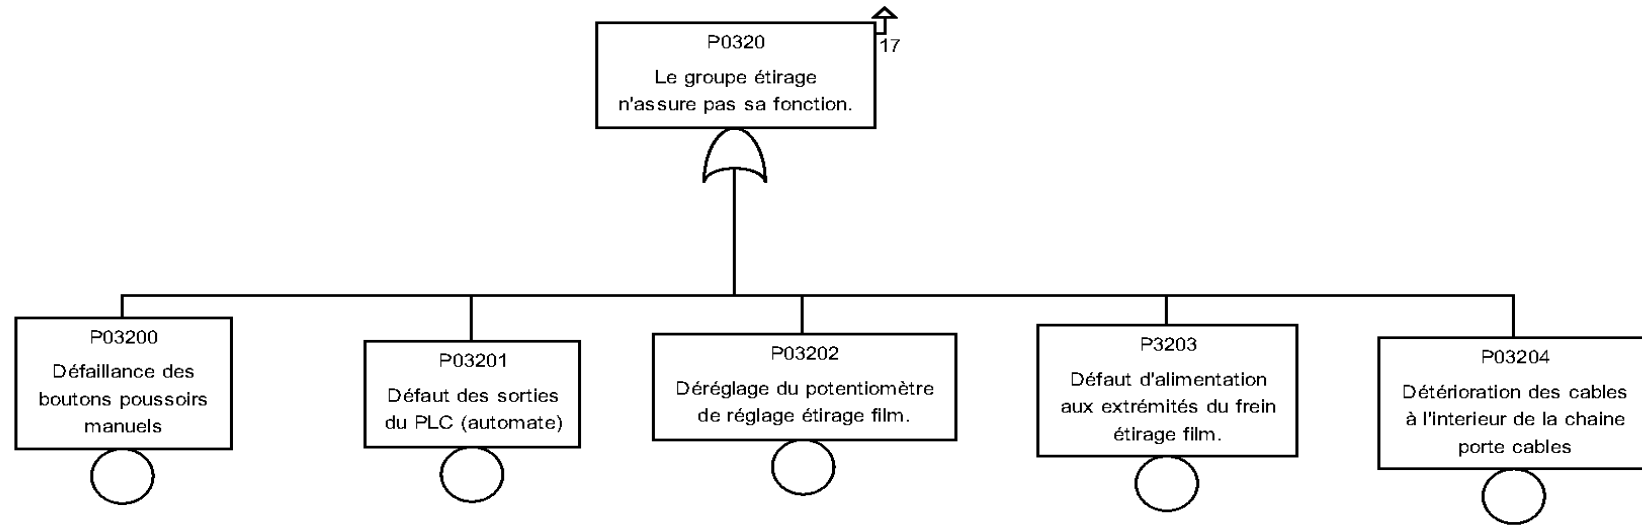 P0320
Le groupe étirage
n'assure pas sa fonction.
17
P03200
Défaillance des
boutons poussoirs
manuels
P03201
Défaut des sorties
du PLC (automate)
P03202
Déréglage du potentiomètre
de réglage étirage film.
P3203
Défaut d'alimentation
aux extrémités du frein
étirage film.
P03204
Détérioration des cables
à l'interieur de la chaine
porte cables